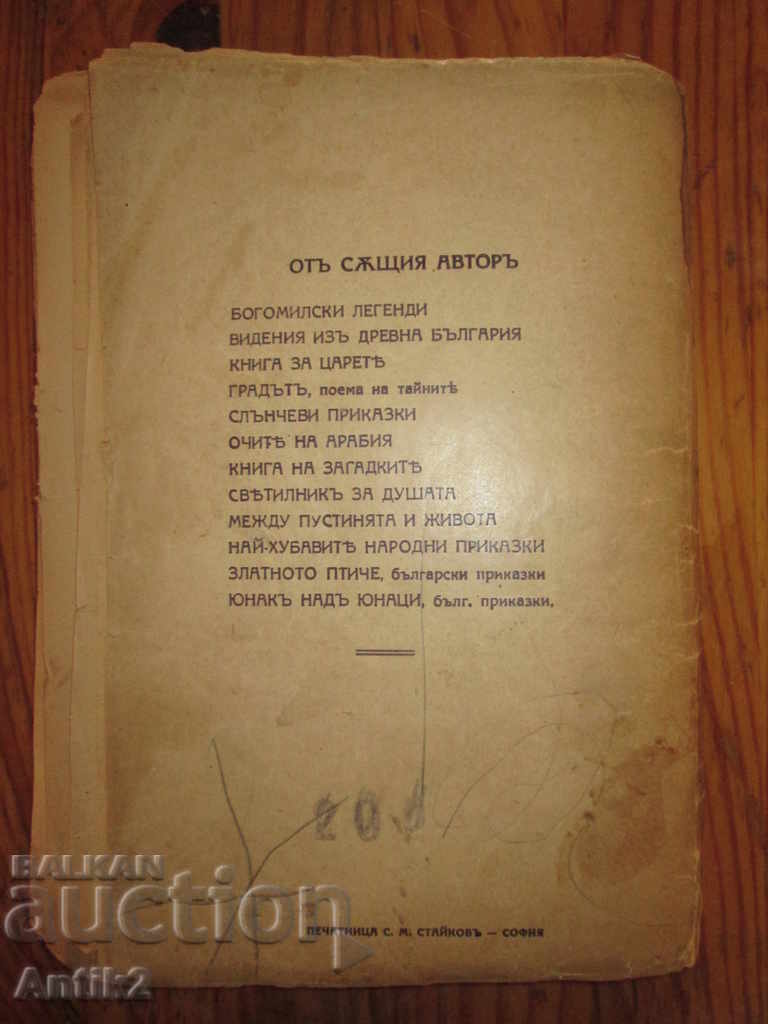 ОТЪ СѪЩИЯ АВТОРЪ
БОГОМИЛСКИ ЛЕГЕНДИ
ВИДЕНИЯ ИЗЪ ДРЕВНА БЪЛГАРИЯ
КНИГА ЗА ЦАРЕТѢ
ГРАДЪТЪ, поема на тайнитѣ
СЛЪНЧЕВИ ПРИКАЗКИ
ОЧИТѢ НА АРАБИЯ
КНИГА НА ЗАГАДКИТѢ
СВѢТИЛНИКЪ ЗА ДУШАТА
МЕЖДУ ПУСТИНЯТА И ЖИВОТА
НАЙ-ХУБАВИТѢ НАРОДНИ ПРИКАЗКИ
ЗЛАТНОТО ПТИЧЕ, български приказки
ЮНАКЪ НАДЪ ЮНАЦИ, бълг. приказки.
ПЕЧАТНИЦА С. М. СТАЙКОВЪ — СОФИЯ
BALKAN
auction
Antik2